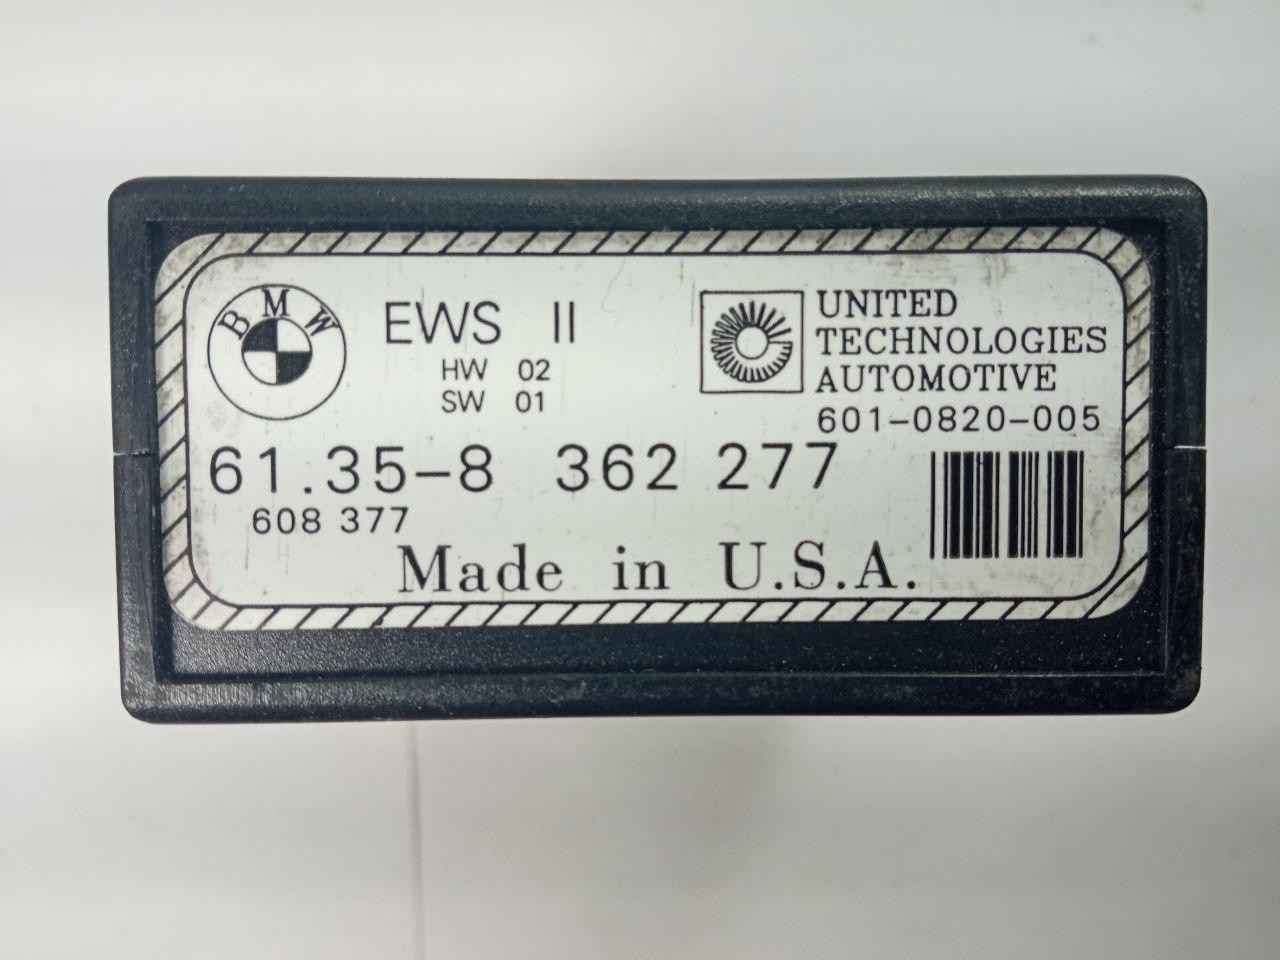 BMW
EWS II
HW 02
SW 01
UNITED
TECHNOLOGIES
AUTOMOTIVE
601-0820-005
61.35-8 362 277
608 377
Made in U.S.A.